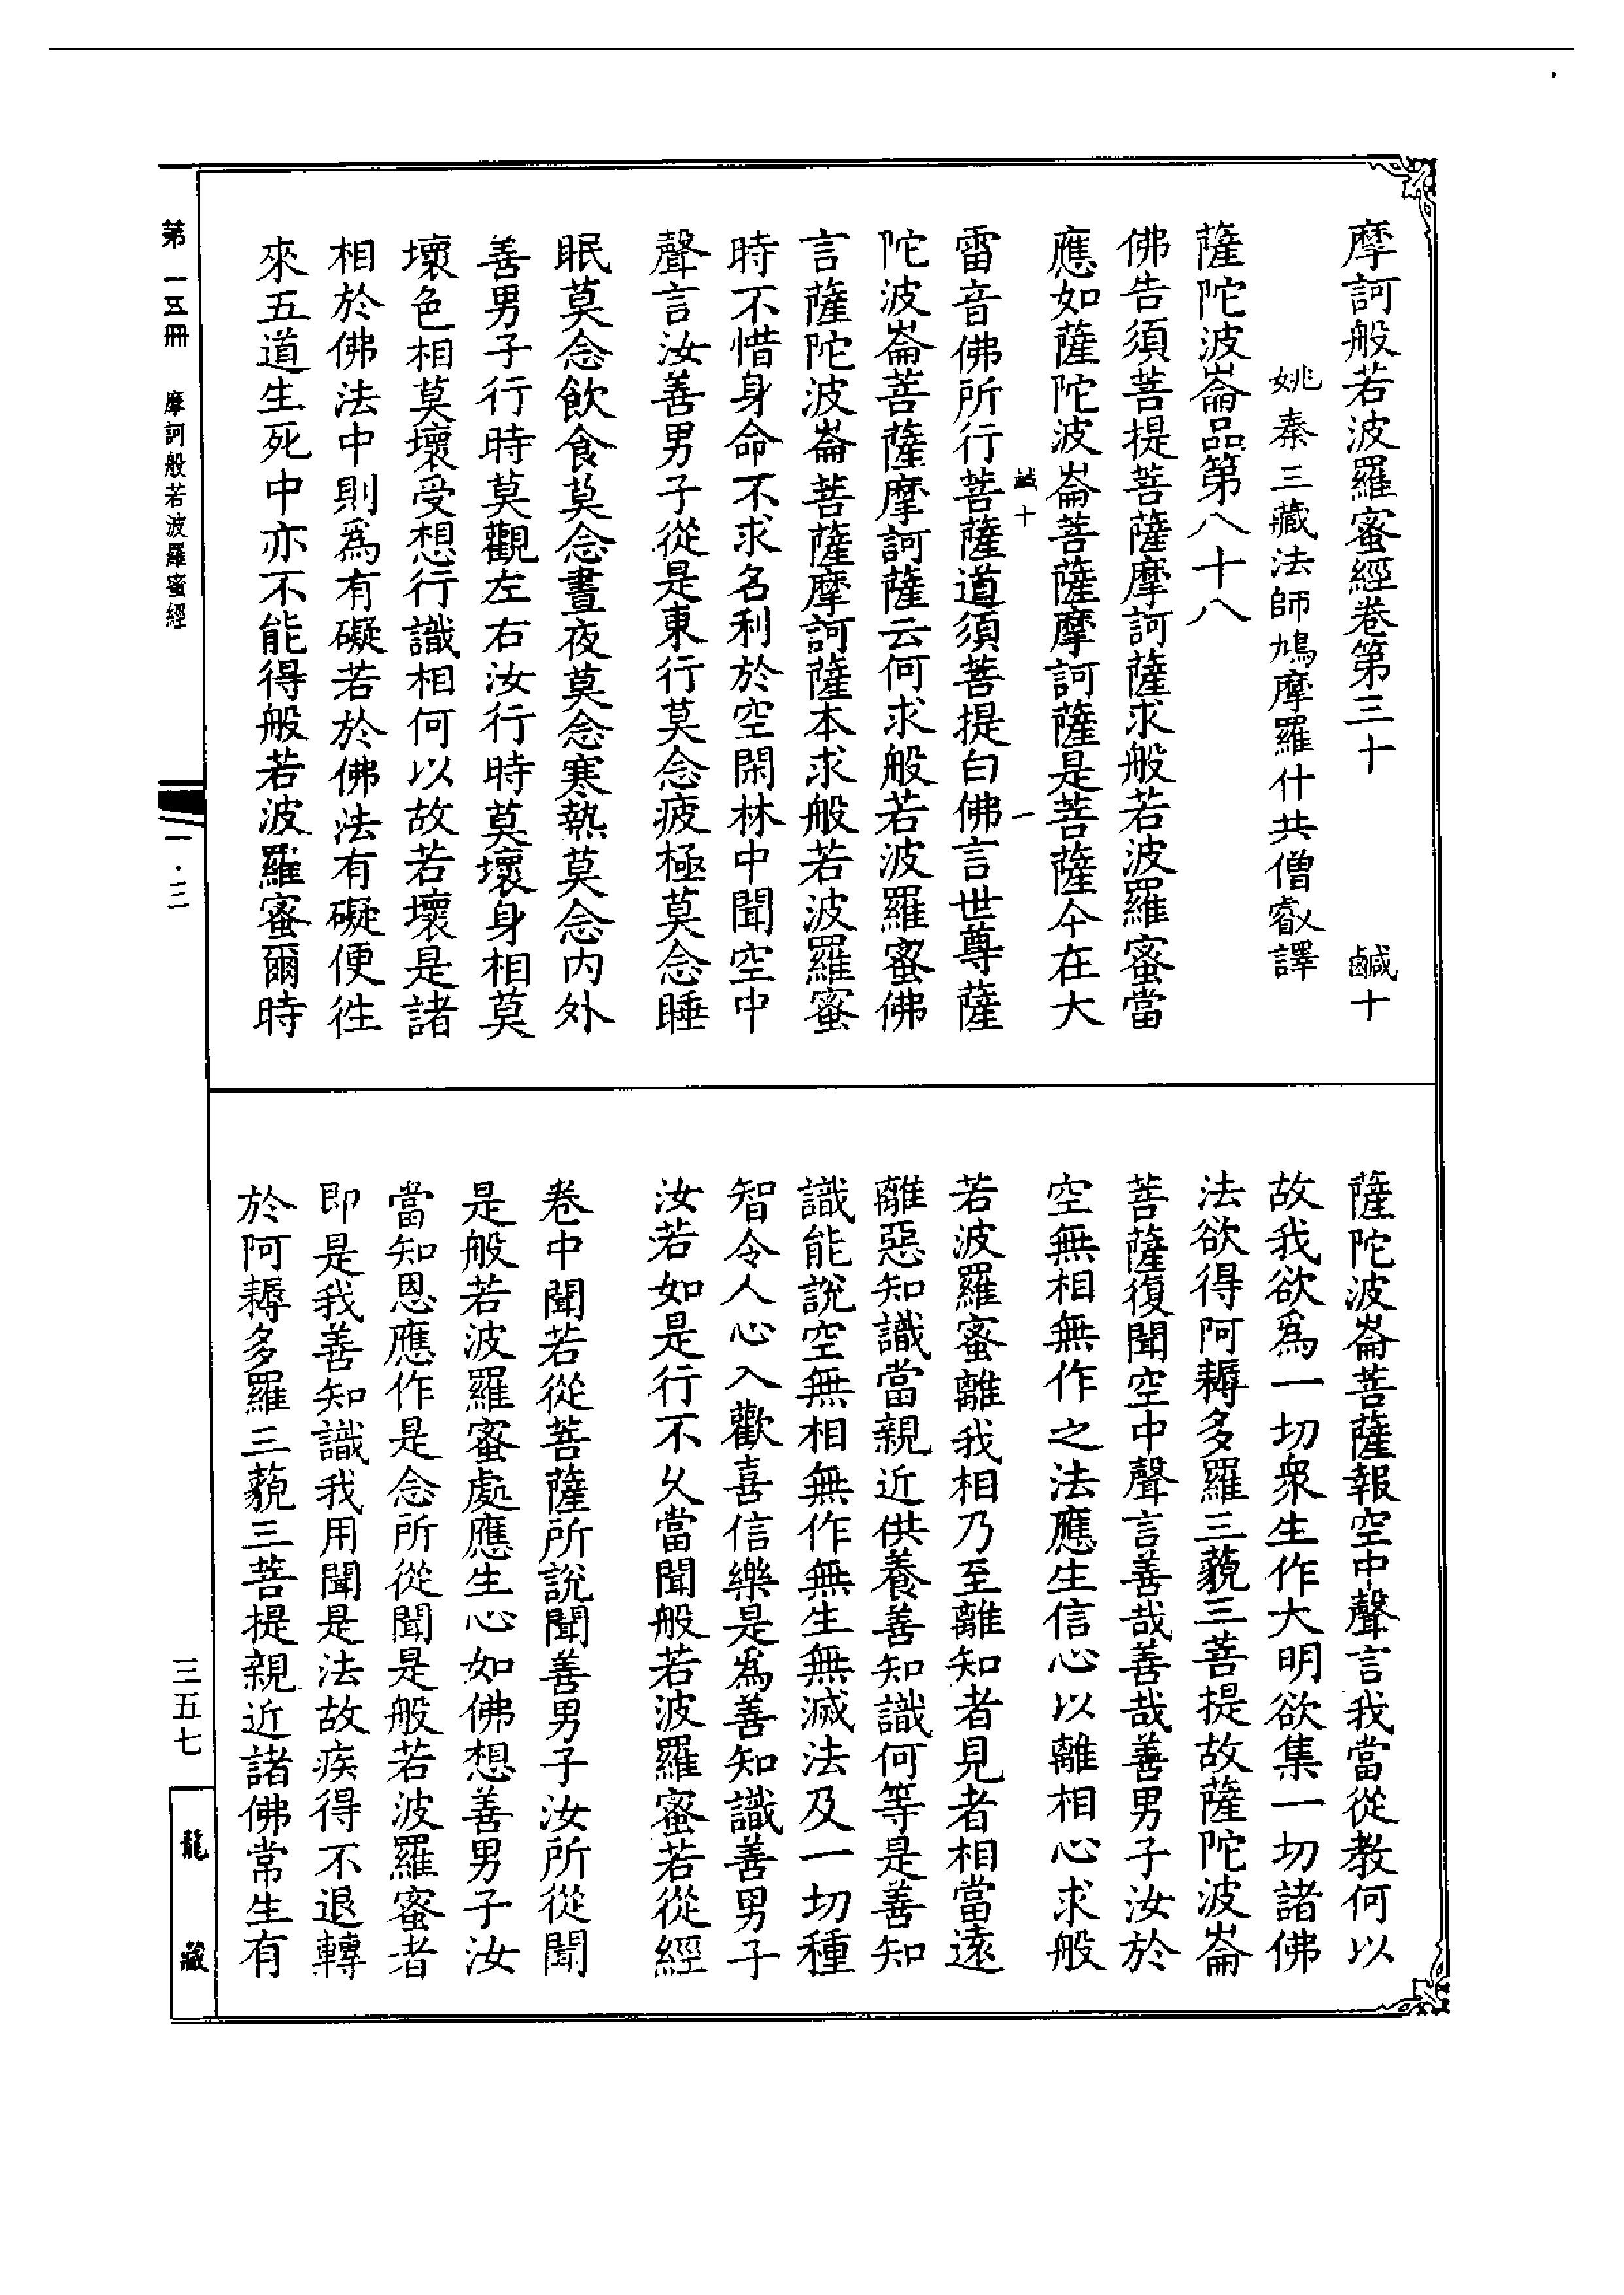 摩訶般若波羅蜜經卷第三十　鹹十
姚秦三藏法師鳩摩羅什共僧叡譯
薩陀波崙品第八十八
佛告須菩提菩薩摩訶薩求般若波羅蜜當
應如薩陀波崙菩薩摩訶薩是菩薩今在大
鹹十　一
雷音佛所行菩薩道須菩提白佛言世尊薩
陀波崙菩薩摩訶薩云何求般若波羅蜜佛
言薩陀波崙菩薩摩訶薩本求般若波羅蜜
時不惜身命不求名利於空閑林中聞空中
聲言汝善男子從是東行莫念疲極莫念睡
眠莫念飲食莫念晝夜莫念寒熱莫念內外
善男子行時莫觀左右汝行時莫壞身相莫
壞色相莫壞受想行識相何以故若壞是諸
相於佛法中則爲有礙若於佛法有礙便徃
來五道生死中亦不能得般若波羅蜜爾時
薩陀波崙菩薩報空中聲言我當從教何以
故我欲爲一切衆生作大明欲集一切諸佛
法欲得阿耨多羅三藐三菩提故薩陀波崙
菩薩復聞空中聲言善哉善哉善男子汝於
空無相無作之法應生信心以離相心求般
若波羅蜜離我相乃至離知者見者相當遠
離惡知識當親近供養善知識何等是善知
識能說空無相無作無生無滅法及一切種
智令人心入歡喜信樂是爲善知識善男子
汝若如是行不久當聞般若波羅蜜若從經
卷中聞若從菩薩所說聞善男子汝所從聞
是般若波羅蜜處應生心如佛想善男子汝
當知恩應作是念所從聞是般若波羅蜜者
即是我善知識我用聞是法故疾得不退轉
於阿耨多羅三藐三菩提親近諸佛常生有
第一五冊　摩訶般若波羅蜜經
一·三
三五七
龍藏